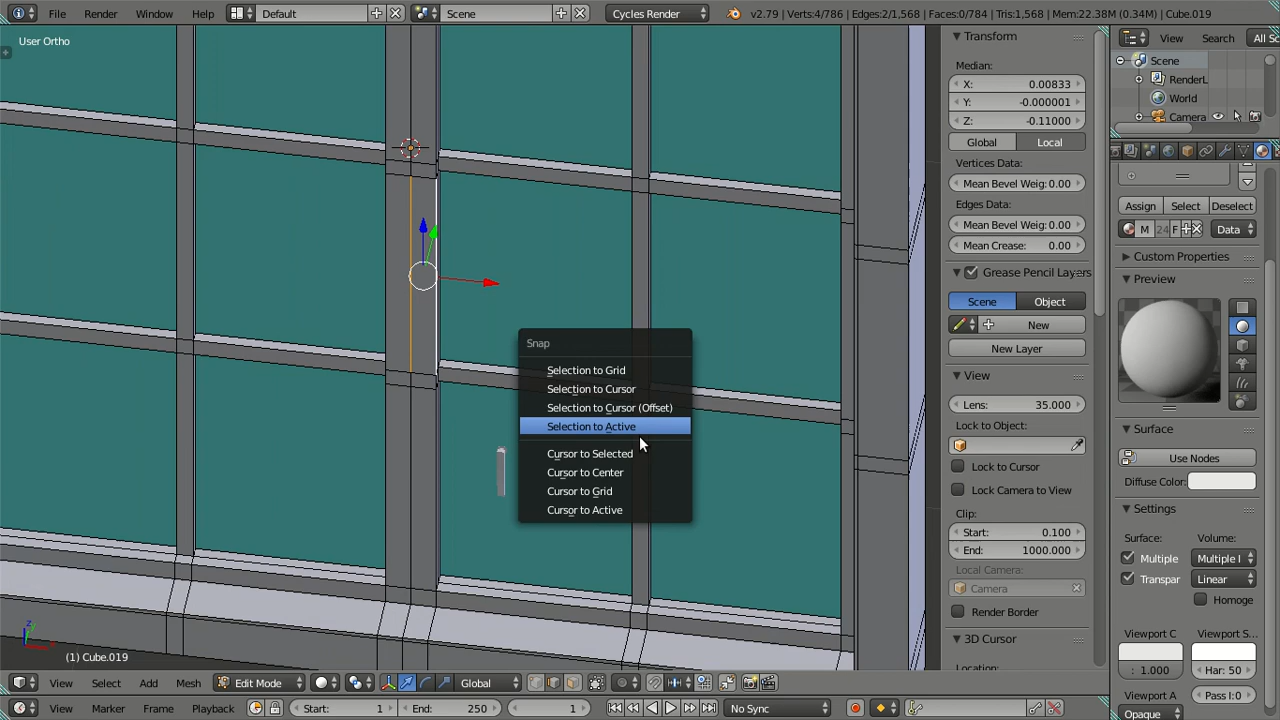 File Render Window Help Default Scene Cycles Render v2.79 | Verts:4/786 | Edges:2/1,568 | Faces:0/784 | Tris:1,568 | Mem:22.38M (0.34M) | Cube.019
User Ortho
Transform
Median:
X: 0.00833
Y: -0.000001
Z: -0.11000
Global Local
Vertices Data:
Mean Bevel Weig: 0.00
Edges Data:
Mean Bevel Weig: 0.00
Mean Crease: 0.00
Grease Pencil Layers
Scene Object
New
New Layer
View
Lens: 35.000
Lock to Object:
Lock to Cursor
Lock Camera to View
Clip:
Start: 0.100
End: 1000.000
Local Camera:
Camera
Render Border
3D Cursor
Location:
Snap
Selection to Grid
Selection to Cursor
Selection to Cursor (Offset)
Selection to Active
Cursor to Selected
Cursor to Center
Cursor to Grid
Cursor to Active
View Search All Sc
Scene
RenderL
World
Camera
Assign Select Deselect
M 24 F Data
Custom Properties
Preview
Surface
Use Nodes
Diffuse Color:
Settings
Surface: Volume:
Multiple Multiple I
Transpar Linear
Homoge
Viewport C Viewport S...
: 1.000 Har: 50
Viewport A Pass I: 0
Opaque
z
x
(1) Cube.019
View Select Add Mesh Edit Mode Global
View Marker Frame Playback Start: 1 End: 250 1 No Sync